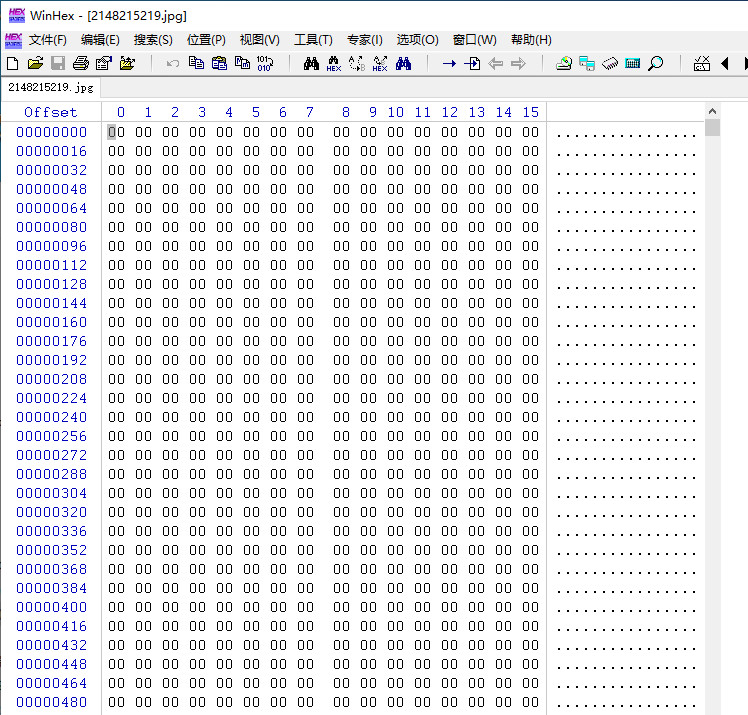 WinHex - [2148215219.jpg]
文件(F) 编辑(E) 搜索(S) 位置(P) 视图(V) 工具(T) 专家(I) 选项(O) 窗口(W) 帮助(H)
2148215219.jpg
Offset 0 1 2 3 4 5 6 7 8 9 10 11 12 13 14 15
00000000 00 00 00 00 00 00 00 00 00 00 00 00 00 00 00 00 ................
00000016 00 00 00 00 00 00 00 00 00 00 00 00 00 00 00 00 ................
00000032 00 00 00 00 00 00 00 00 00 00 00 00 00 00 00 00 ................
00000048 00 00 00 00 00 00 00 00 00 00 00 00 00 00 00 00 ................
00000064 00 00 00 00 00 00 00 00 00 00 00 00 00 00 00 00 ................
00000080 00 00 00 00 00 00 00 00 00 00 00 00 00 00 00 00 ................
00000096 00 00 00 00 00 00 00 00 00 00 00 00 00 00 00 00 ................
00000112 00 00 00 00 00 00 00 00 00 00 00 00 00 00 00 00 ................
00000128 00 00 00 00 00 00 00 00 00 00 00 00 00 00 00 00 ................
00000144 00 00 00 00 00 00 00 00 00 00 00 00 00 00 00 00 ................
00000160 00 00 00 00 00 00 00 00 00 00 00 00 00 00 00 00 ................
00000176 00 00 00 00 00 00 00 00 00 00 00 00 00 00 00 00 ................
00000192 00 00 00 00 00 00 00 00 00 00 00 00 00 00 00 00 ................
00000208 00 00 00 00 00 00 00 00 00 00 00 00 00 00 00 00 ................
00000224 00 00 00 00 00 00 00 00 00 00 00 00 00 00 00 00 ................
00000240 00 00 00 00 00 00 00 00 00 00 00 00 00 00 00 00 ................
00000256 00 00 00 00 00 00 00 00 00 00 00 00 00 00 00 00 ................
00000272 00 00 00 00 00 00 00 00 00 00 00 00 00 00 00 00 ................
00000288 00 00 00 00 00 00 00 00 00 00 00 00 00 00 00 00 ................
00000304 00 00 00 00 00 00 00 00 00 00 00 00 00 00 00 00 ................
00000320 00 00 00 00 00 00 00 00 00 00 00 00 00 00 00 00 ................
00000336 00 00 00 00 00 00 00 00 00 00 00 00 00 00 00 00 ................
00000352 00 00 00 00 00 00 00 00 00 00 00 00 00 00 00 00 ................
00000368 00 00 00 00 00 00 00 00 00 00 00 00 00 00 00 00 ................
00000384 00 00 00 00 00 00 00 00 00 00 00 00 00 00 00 00 ................
00000400 00 00 00 00 00 00 00 00 00 00 00 00 00 00 00 00 ................
00000416 00 00 00 00 00 00 00 00 00 00 00 00 00 00 00 00 ................
00000432 00 00 00 00 00 00 00 00 00 00 00 00 00 00 00 00 ................
00000448 00 00 00 00 00 00 00 00 00 00 00 00 00 00 00 00 ................
00000464 00 00 00 00 00 00 00 00 00 00 00 00 00 00 00 00 ................
00000480 00 00 00 00 00 00 00 00 00 00 00 00 00 00 00 00 ................